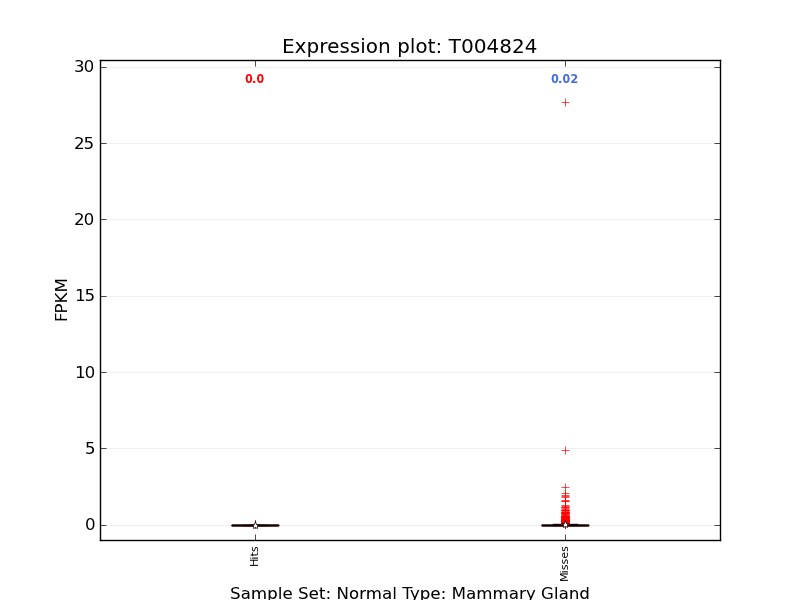 Expression plot: T004824
30
0.0
0.02
25
20
15
10
5
0
FPKM
Hits
Misses
Sample Set: Normal Type: Mammary Gland